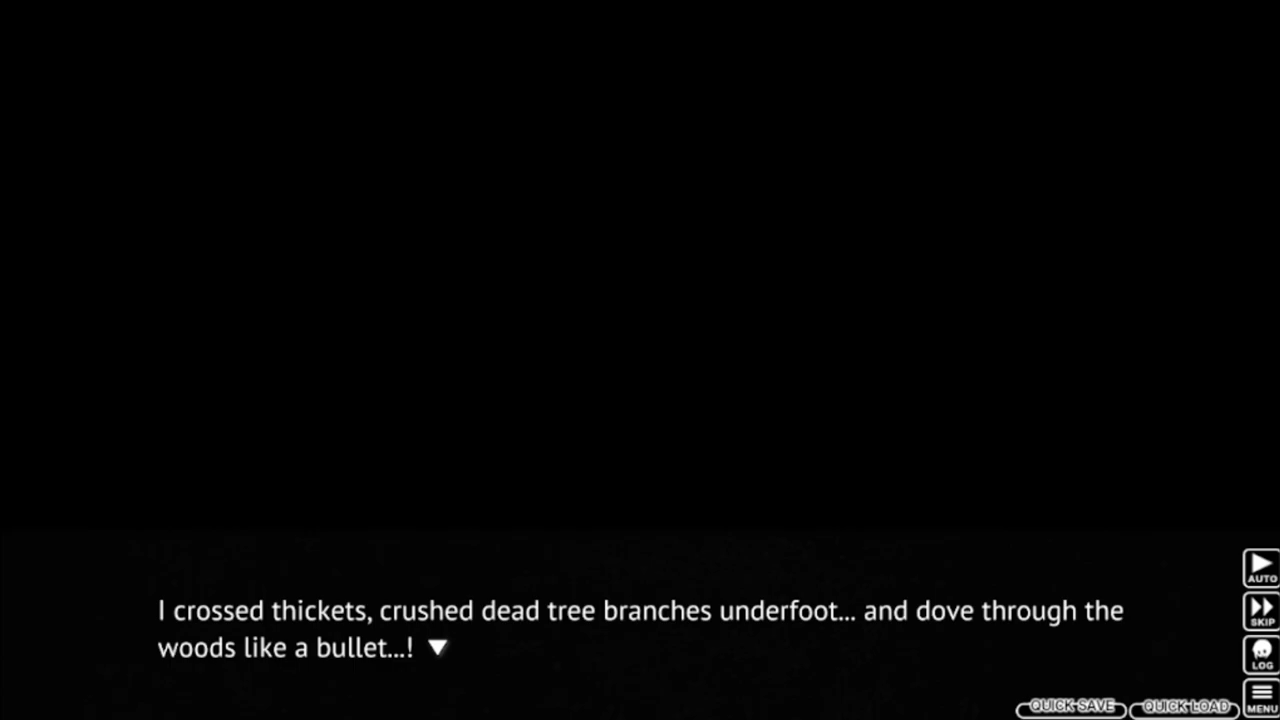 I crossed thickets, crushed dead tree branches underfoot... and dove through the
woods like a bullet...!
AUTO
SKIP
LOG
MENU
QUICK SAVE
QUICK LOAD